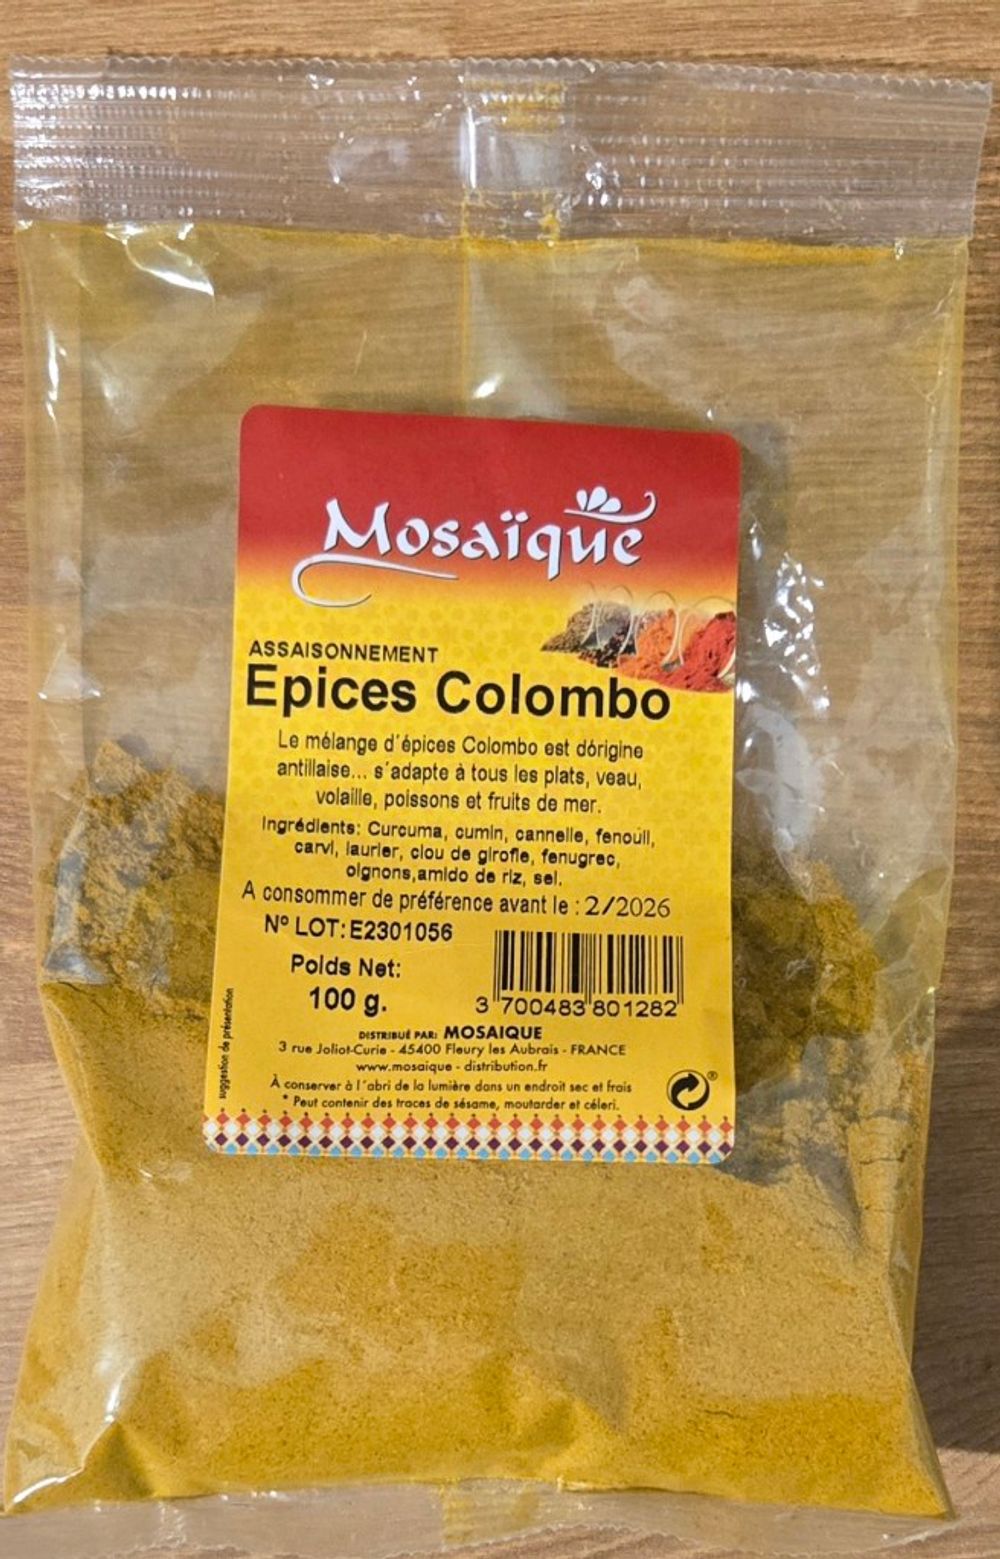 Mosaïque
ASSAISONNEMENT
Epices Colombo
Le mélange d'épices Colombo est dórigine
antillaise... s'adapte à tous les plats, veau,
volaille, poissons et fruits de mer.
Ingrédients: Curcuma, cumin, cannelle, fenouil,
carvi, laurier, clou de girofle, fenugrec,
oignons,amido de riz, sel.
A consommer de préférence avant le : 2/2026
Nº LOT:E2301056
Poids Net:
100 g.
3 700483 801282
suggestion de présentation
DISTRIBUÉ PAR: MOSAIQUE
3 rue Joliot-Curie - 45400 Fleury les Aubrais - FRANCE
www.mosaique - distribution.fr
À conserver à l'abri de la lumière dans un endroit sec et frais
* Peut contenir des traces de sésame, moutarder et céleri.
®